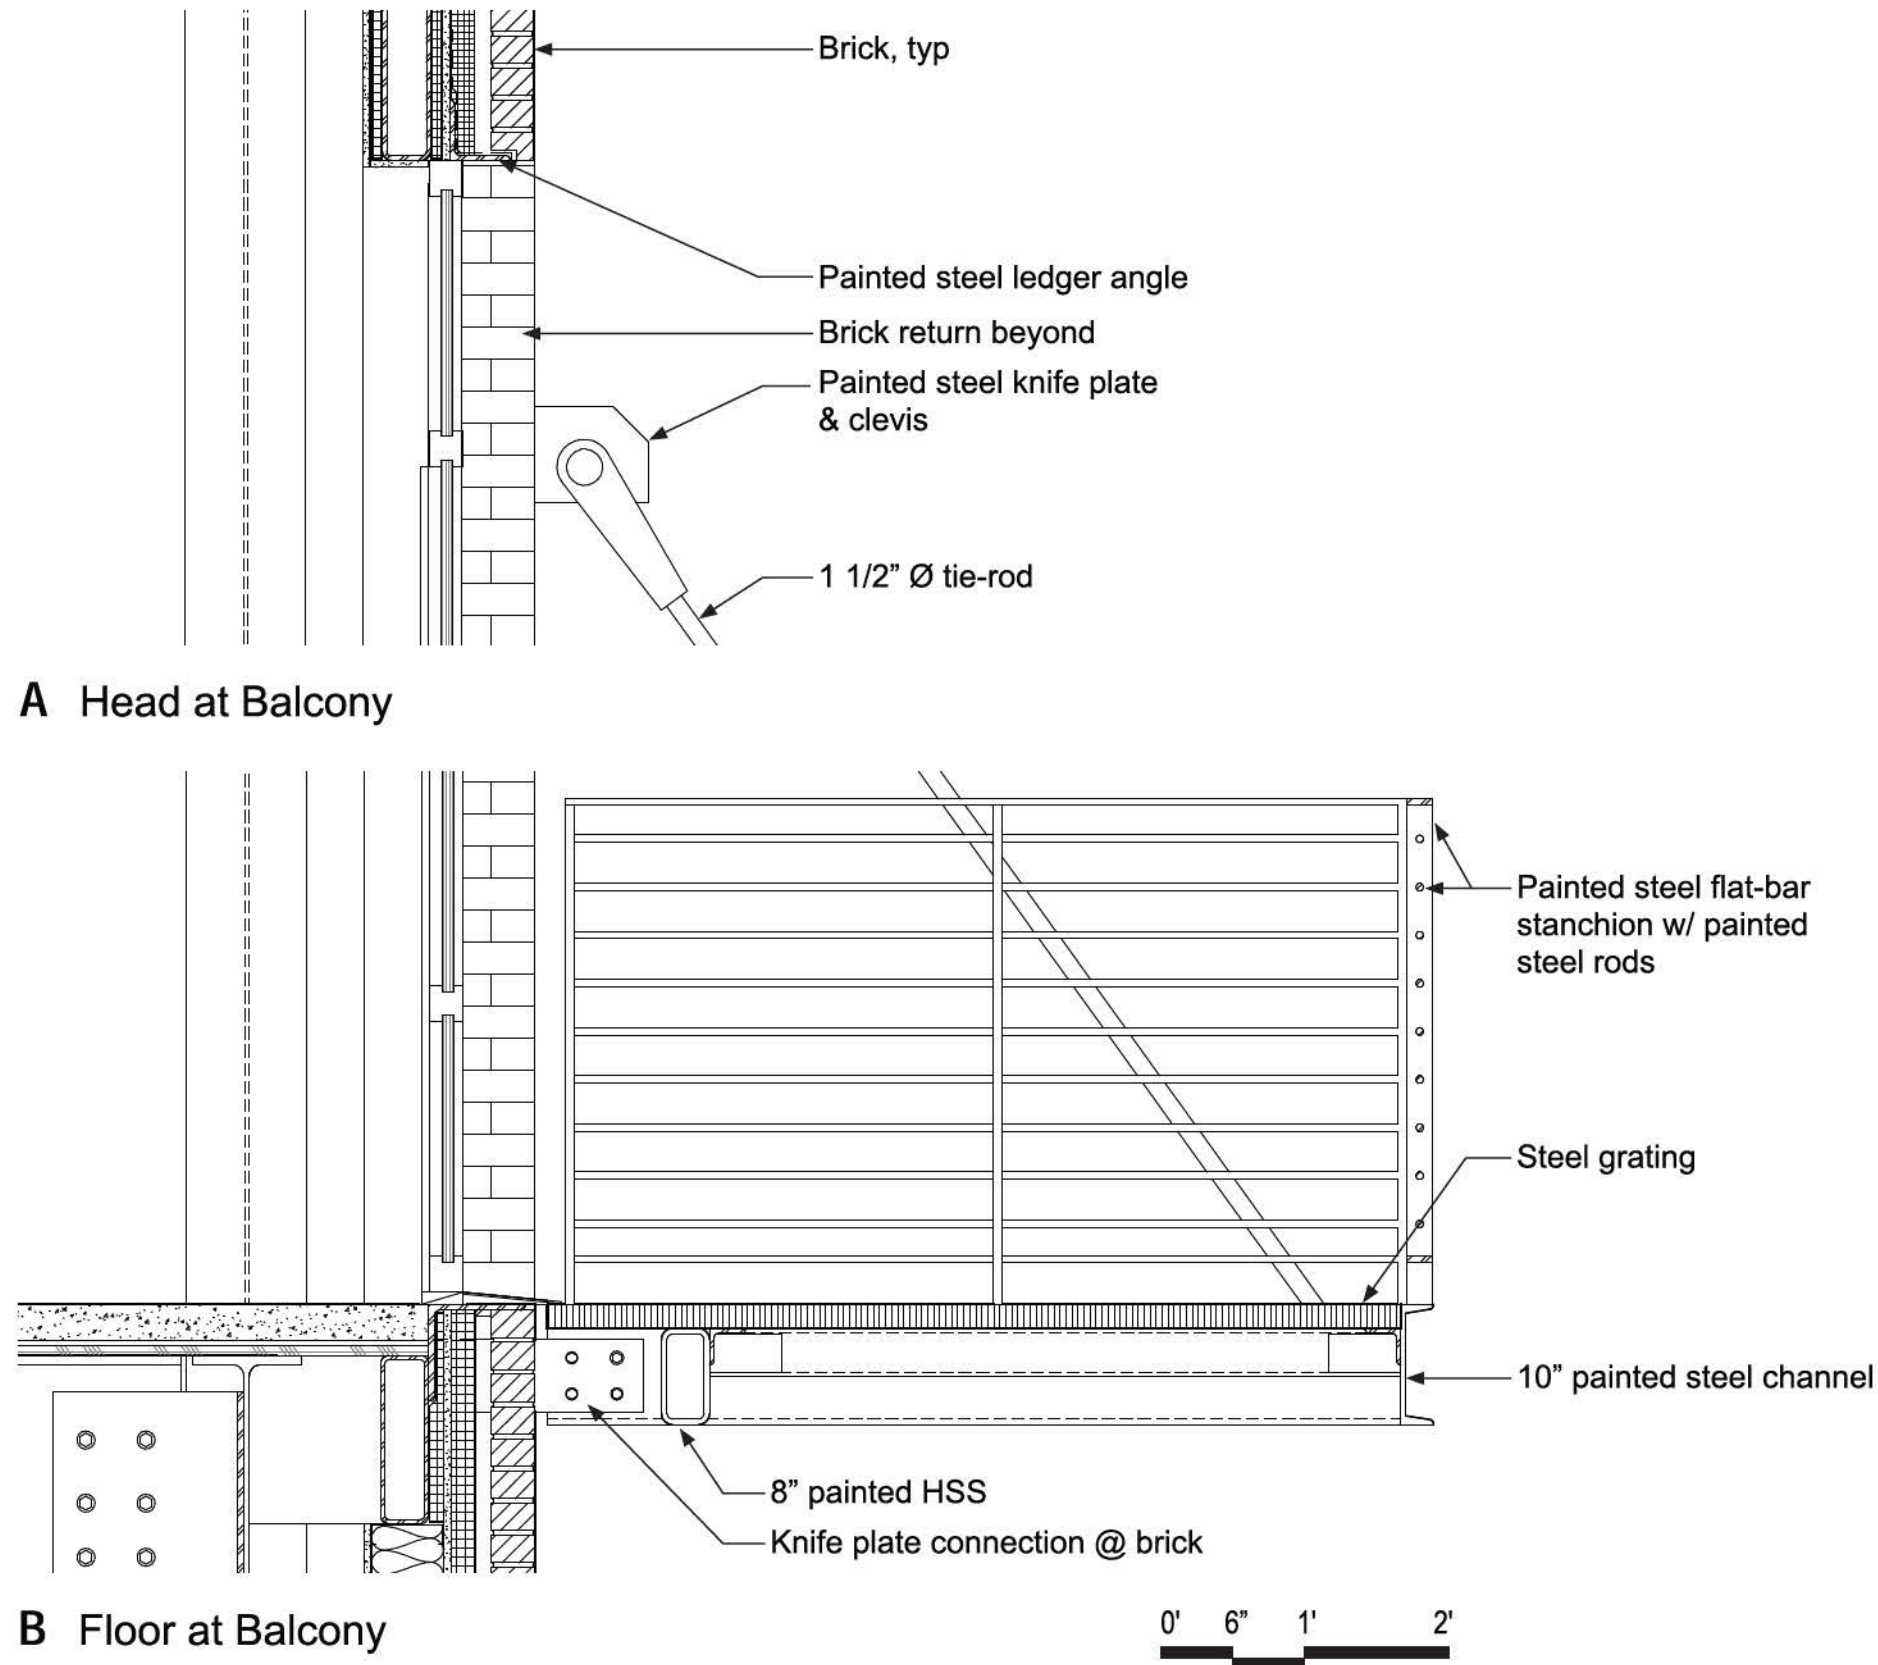 Brick, typ
Painted steel ledger angle
Brick return beyond
Painted steel knife plate
& clevis
1 1/2” Ø tie-rod
A Head at Balcony
Painted steel flat-bar
stanchion w/ painted
steel rods
Steel grating
10” painted steel channel
8” painted HSS
Knife plate connection @ brick
B Floor at Balcony
0' 6” 1' 2'